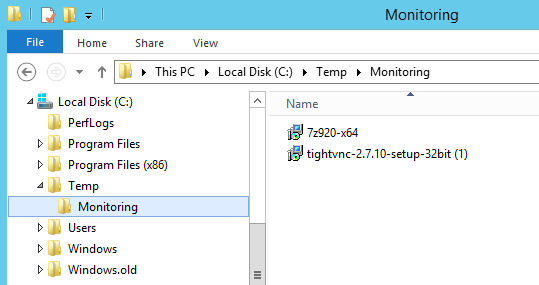 Monitoring
File Home Share View
This PC Local Disk (C:) Temp Monitoring
Local Disk (C:)
PerfLogs
Program Files
Program Files (x86)
Temp
Monitoring
Users
Windows
Windows.old
Name
7z920-x64
tightvnc-2.7.10-setup-32bit (1)